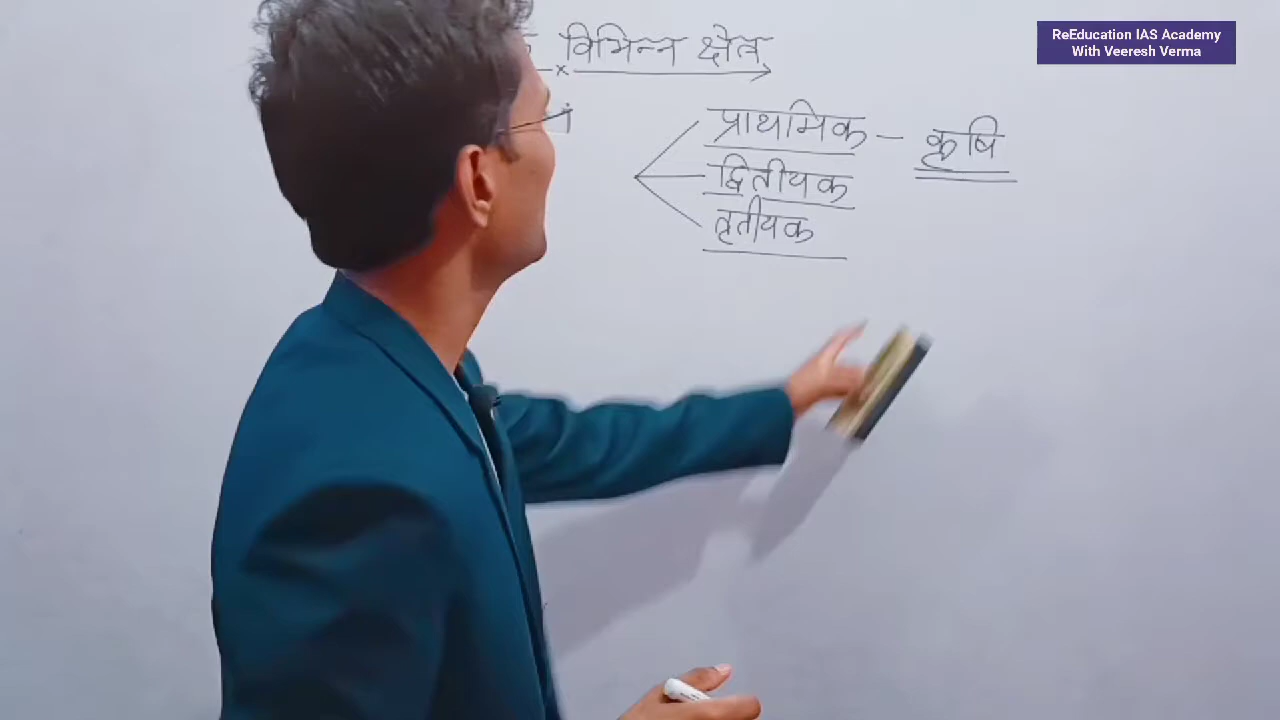 ReEducation IAS Academy
With Veeresh Verma
विभिन्न क्षेत्र
प्राथमिक - कृषि
द्वितीयक
तृतीयक